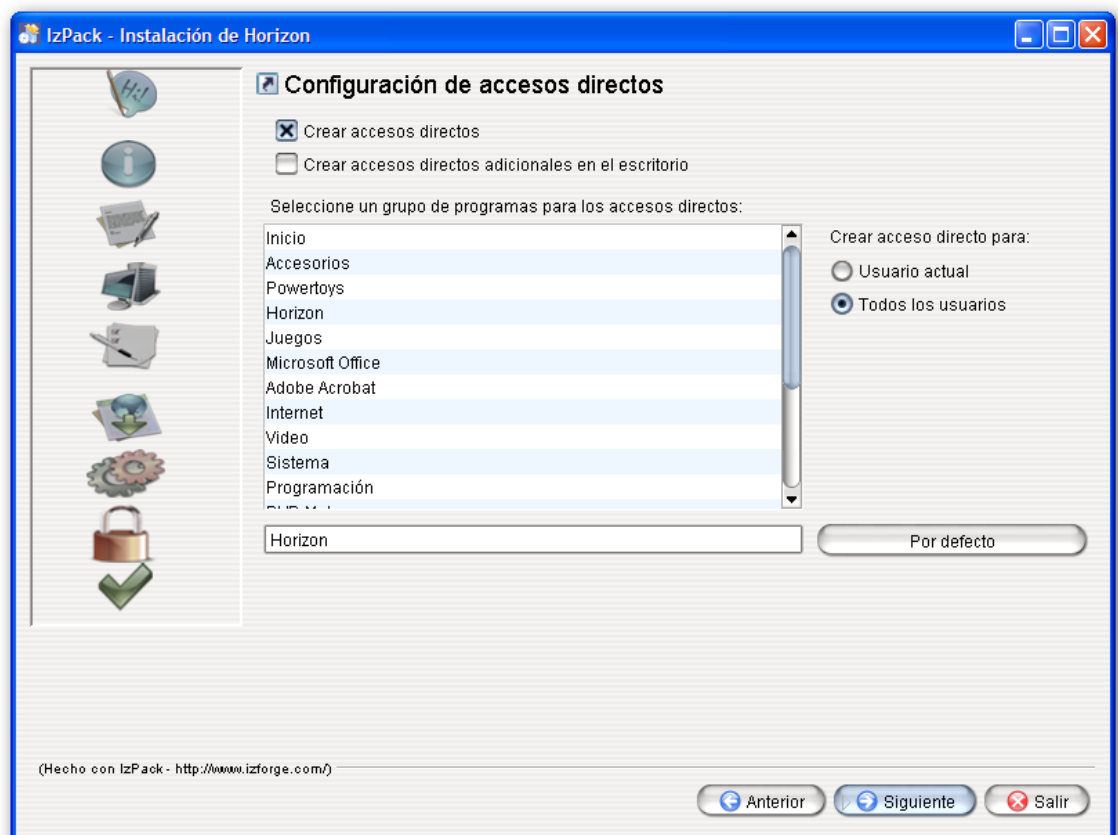 IzPack - Instalación de Horizon
Hi!
Configuración de accesos directos
Crear accesos directos
Crear accesos directos adicionales en el escritorio
Seleccione un grupo de programas para los accesos directos:
Inicio
Accesorios
Powertoys
Horizon
Juegos
Microsoft Office
Adobe Acrobat
Internet
Video
Sistema
Programación
Crear acceso directo para:
Usuario actual
Todos los usuarios
Horizon
Por defecto
(Hecho con IzPack - http://www.izforge.com/)
Anterior
Siguiente
Salir